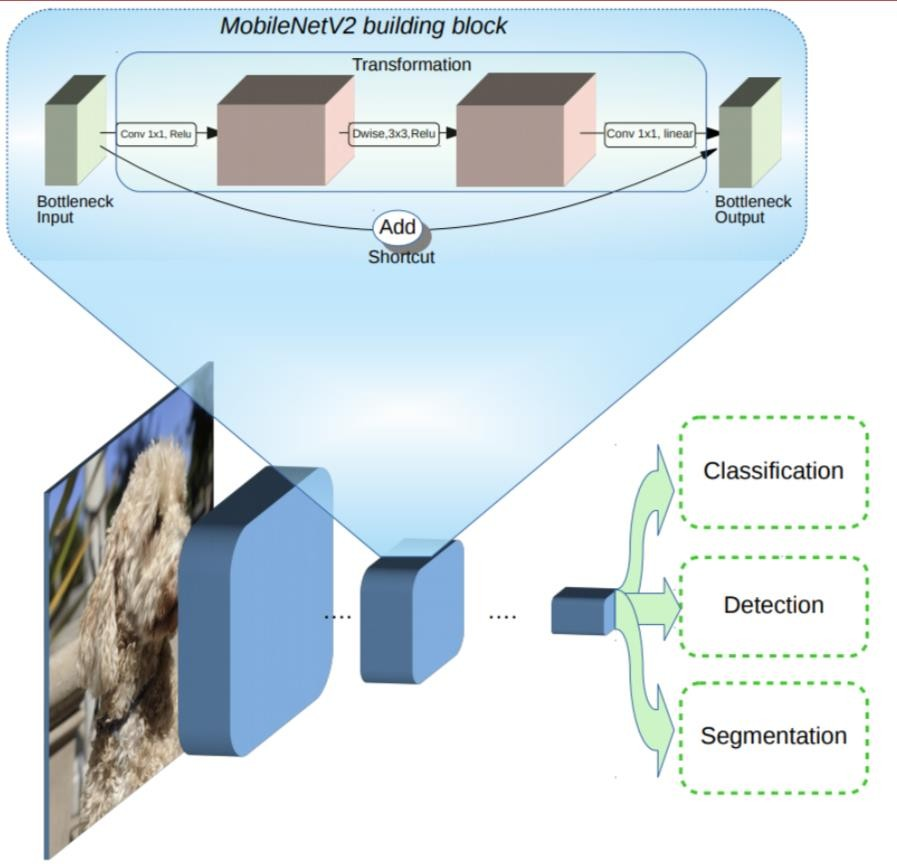 MobileNetV2 building block
Transformation
Conv 1x1, Relu
Dwise,3x3,Relu
Conv 1x1, linear
Bottleneck
Input
Bottleneck
Output
Add
Shortcut
Classification
....
....
Detection
Segmentation